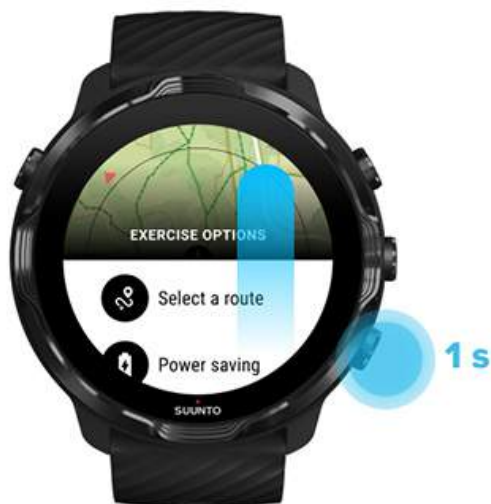 EXERCISE OPTIONS
Select a route
Power saving
SUUNTO
1 s